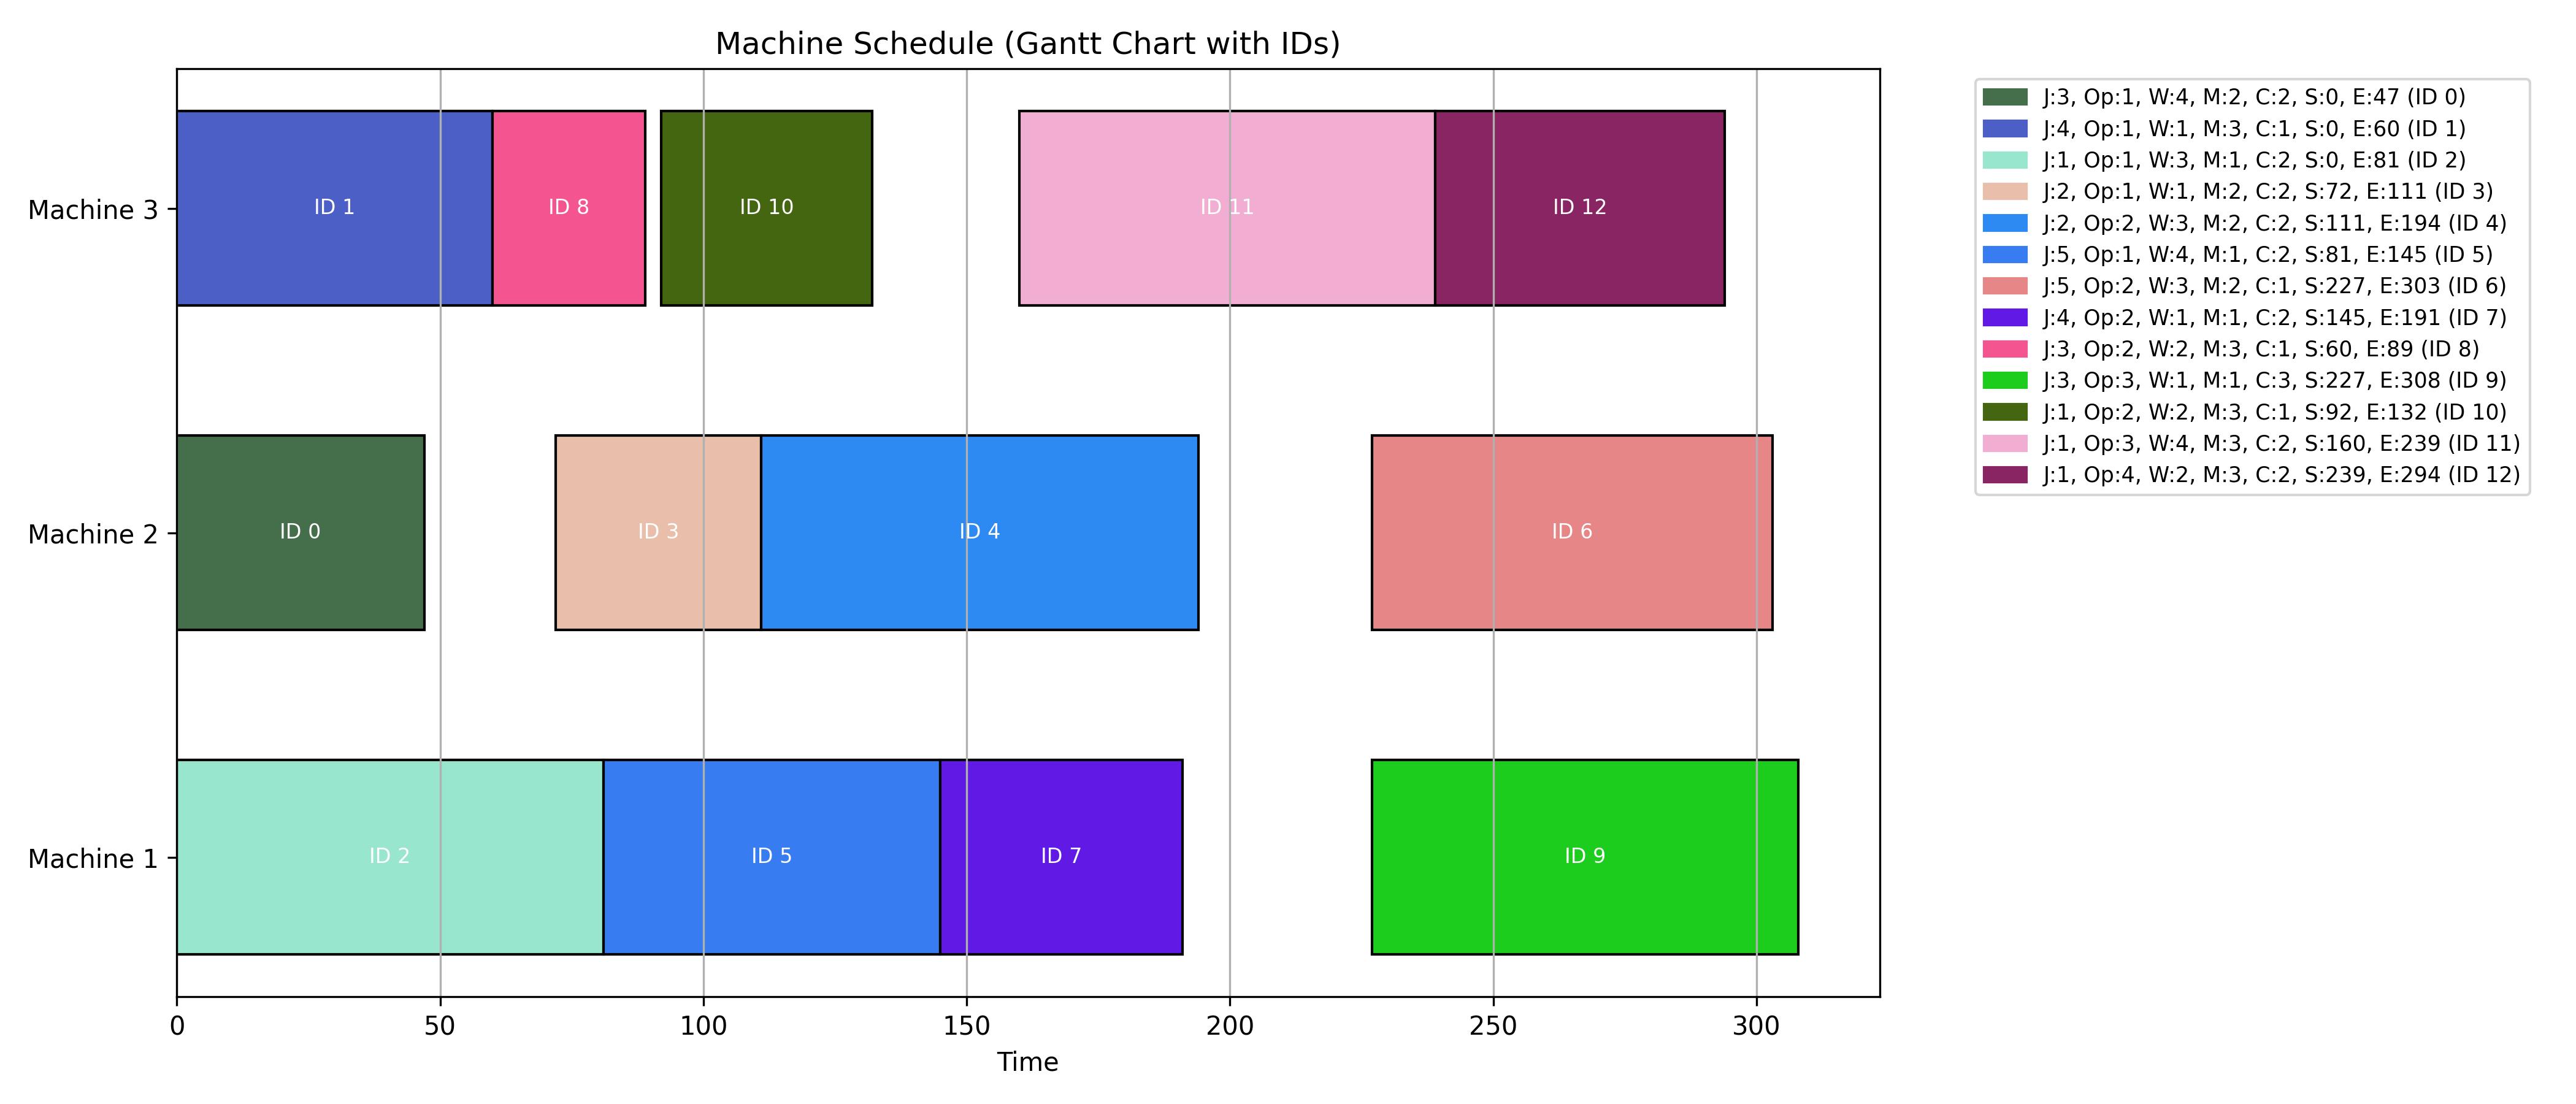 Machine Schedule (Gantt Chart with IDs)
Machine 3
ID 1
ID 8
ID 10
ID 11
ID 12
Machine 2
ID 0
ID 3
ID 4
ID 6
Machine 1
ID 2
ID 5
ID 7
ID 9
0
50
100
150
200
250
300
Time
J:3, Op:1, W:4, M:2, C:2, S:0, E:47 (ID 0)
J:4, Op:1, W:1, M:3, C:1, S:0, E:60 (ID 1)
J:1, Op:1, W:3, M:1, C:2, S:0, E:81 (ID 2)
J:2, Op:1, W:1, M:2, C:2, S:72, E:111 (ID 3)
J:2, Op:2, W:3, M:2, C:2, S:111, E:194 (ID 4)
J:5, Op:1, W:4, M:1, C:2, S:81, E:145 (ID 5)
J:5, Op:2, W:3, M:2, C:1, S:227, E:303 (ID 6)
J:4, Op:2, W:1, M:1, C:2, S:145, E:191 (ID 7)
J:3, Op:2, W:2, M:3, C:1, S:60, E:89 (ID 8)
J:3, Op:3, W:1, M:1, C:3, S:227, E:308 (ID 9)
J:1, Op:2, W:2, M:3, C:1, S:92, E:132 (ID 10)
J:1, Op:3, W:4, M:3, C:2, S:160, E:239 (ID 11)
J:1, Op:4, W:2, M:3, C:2, S:239, E:294 (ID 12)